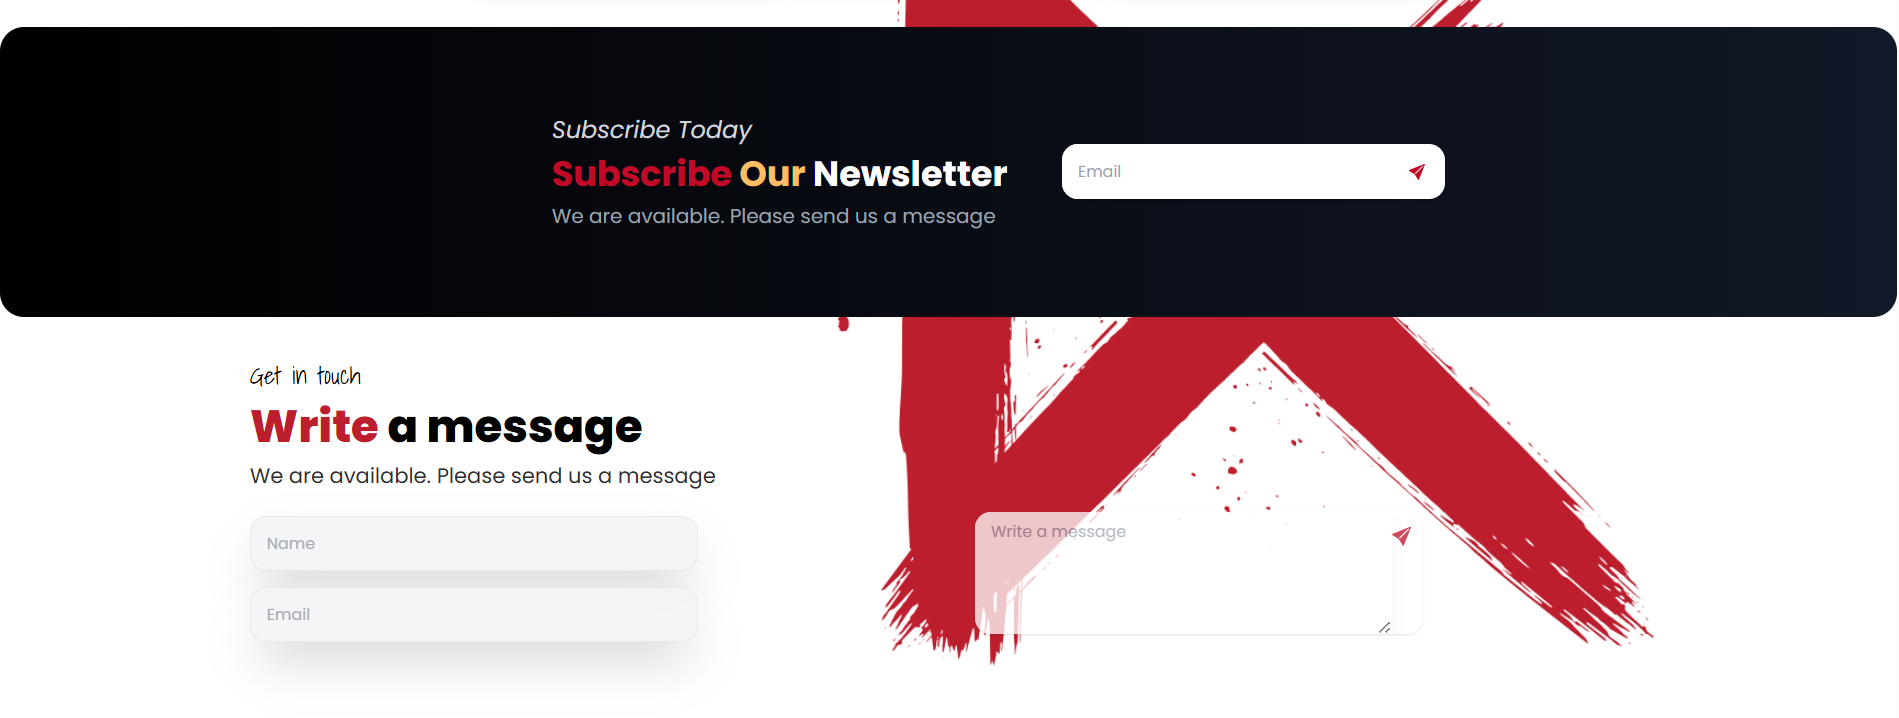 Subscribe Today
Subscribe Our Newsletter
We are available. Please send us a message
Email
Get in touch
Write a message
We are available. Please send us a message
Name
Email
Write a message